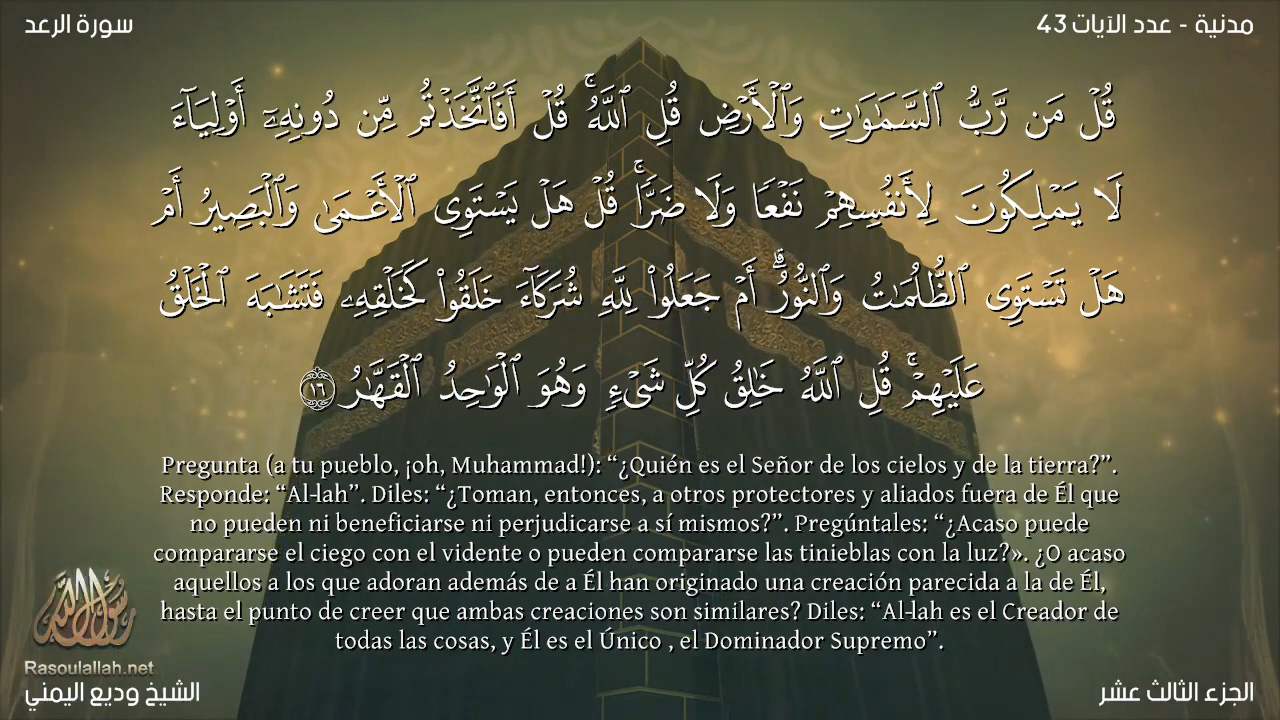 سورة الرعد
مدنية - عدد الآيات 43
قُلْ مَن رَّبُّ ٱلسَّمَـٰوَٰتِ وَٱلْأَرْضِ قُلِ ٱللَّهُ ۚ قُلْ أَفَٱتَّخَذْتُم مِّن دُونِهِۦٓ أَوْلِيَآءَ
لَا يَمْلِكُونَ لِأَنفُسِهِمْ نَفْعًا وَلَا ضَرًّا ۚ قُلْ هَلْ يَسْتَوِى ٱلْأَعْمَىٰ وَٱلْبَصِيرُ أَمْ
هَلْ تَسْتَوِى ٱلظُّلُمَـٰتُ وَٱلنُّورُ ۗ أَمْ جَعَلُوا۟ لِلَّهِ شُرَكَآءَ خَلَقُوا۟ كَخَلْقِهِۦ فَتَشَـٰبَهَ ٱلْخَلْقُ
عَلَيْهِمْ ۚ قُلِ ٱللَّهُ خَـٰلِقُ كُلِّ شَىْءٍ وَهُوَ ٱلْوَٰحِدُ ٱلْقَهَّـٰرُ ١٦
Pregunta (a tu pueblo, ¡oh, Muhammad!): “¿Quién es el Señor de los cielos y de la tierra?”.
Responde: “Al-lah”. Diles: “¿Toman, entonces, a otros protectores y aliados fuera de Él que
no pueden ni beneficiarse ni perjudicarse a sí mismos?”. Pregúntales: “¿Acaso puede
compararse el ciego con el vidente o pueden compararse las tinieblas con la luz?». ¿O acaso
aquellos a los que adoran además de a Él han originado una creación parecida a la de Él,
hasta el punto de creer que ambas creaciones son similares? Diles: “Al-lah es el Creador de
todas las cosas, y Él es el Único , el Dominador Supremo”.
رسول الله
Rasoulallah.net
الشيخ وديع اليمني
الجزء الثالث عشر